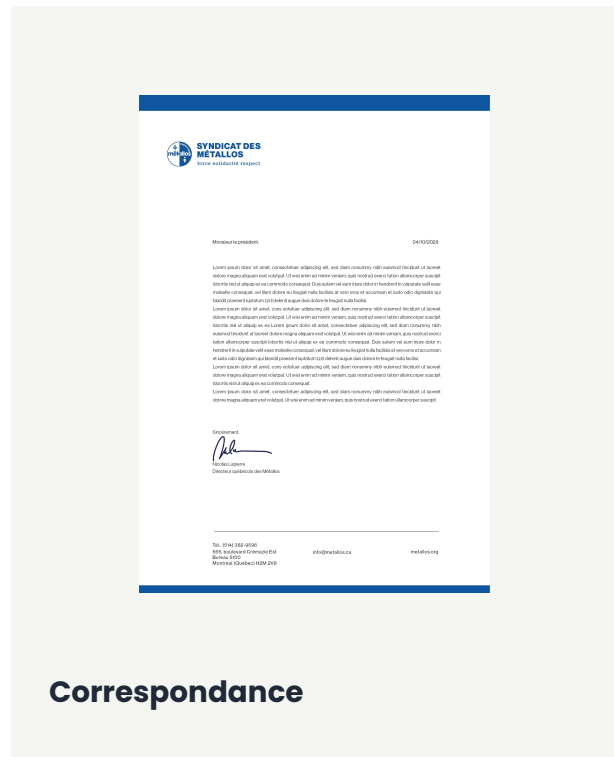 métallos
SYNDICAT DES
MÉTALLOS
force solidarité respect
Monsieur le président,
04/10/2029
Lorem ipsum dolor sit amet, consectetuer adipiscing elit, sed diam nonummy nibh euismod tincidunt ut laoreet
dolore magna aliquam erat volutpat. Ut wisi enim ad minim veniam, quis nostrud exerci tation ullamcorper suscipit
lobortis nisl ut aliquip ex ea commodo consequat. Duis autem vel eum iriure dolor in hendrerit in vulputate velit esse
molestie consequat, vel illum dolore eu feugiat nulla facilisis at vero eros et accumsan et iusto odio dignissim qui
blandit praesent luptatum zzril delenit augue duis dolore te feugait nulla facilisi.
Lorem ipsum dolor sit amet, cons ectetuer adipiscing elit, sed diam nonummy nibh euismod tincidunt ut laoreet
dolore magna aliquam erat volutpat. Ut wisi enim ad minim veniam, quis nostrud exerci tation ullamcorper suscipit
lobortis nisl ut aliquip ex ea Lorem ipsum dolor sit amet, consectetuer adipiscing elit, sed diam nonummy nibh
euismod tincidunt ut laoreet dolore magna aliquam erat volutpat. Ut wisi enim ad minim veniam, quis nostrud exerci
tation ullamcorper suscipit lobortis nisl ut aliquip ex ea commodo consequat. Duis autem vel eum iriure dolor in
hendrerit in vulputate velit esse molestie consequat, vel illum dolore eu feugiat nulla facilisis at vero eros et accumsan
et iusto odio dignissim qui blandit praesent luptatum zzril delenit augue duis dolore te feugait nulla facilisi.
Lorem ipsum dolor sit amet, cons ectetuer adipiscing elit, sed diam nonummy nibh euismod tincidunt ut laoreet
dolore magna aliquam erat volutpat. Ut wisi enim ad minim veniam, quis nostrud exerci tation ullamcorper suscipit
lobortis nisl ut aliquip ex ea commodo consequat.
Lorem ipsum dolor sit amet, consectetuer adipiscing elit, sed diam nonummy nibh euismod tincidunt ut laoreet
dolore magna aliquam erat volutpat. Ut wisi enim ad minim veniam, quis nostrud exerci tation ullamcorper suscipit.
Sincèrement,
Nicolas Lapierre
Directeur québécois des Métallos
Tél.: (514) 382-9596
565, boulevard Crémazie Est
Bureau 5100
Montréal (Québec) H2M 2V8
info@metallos.ca
metallos.org
Correspondance